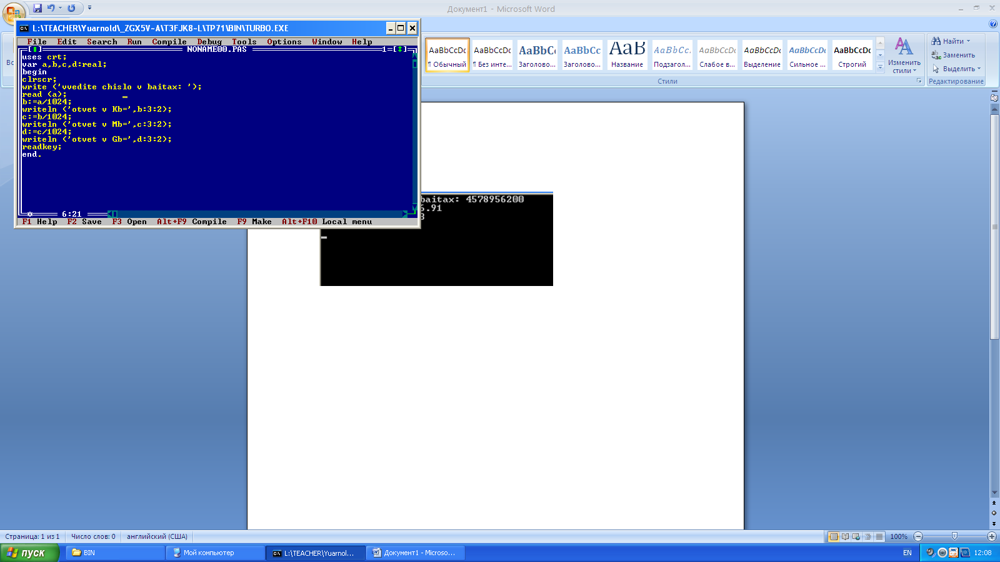 Документ1 - Microsoft Word
L:\TEACHER\Yuarnold\_ZGX5V~A\T3FJK8~L\TP71\BIN\TURBO.EXE
File Edit Search Run Compile Debug Tools Options Window Help
NONAME00.PAS 1=[↕]
uses crt;
var a,b,c,d:real;
begin
clrscr;
write ('vvedite chislo v baitax: ');
read (a);
b:=a/1024;
writeln ('otvet v Kb=',b:3:2);
c:=b/1024;
writeln ('otvet v Mb=',c:3:2);
d:=c/1024;
writeln ('otvet v Gb=',d:3:2);
readkey;
end.
6:21
F1 Help F2 Save F3 Open Alt+F9 Compile F9 Make Alt+F10 Local menu
AaBbCcDc AaBbCcDc AaBbC AaBbCc AaB AaBbCc. AaBbCcDc AaBbCcDc AaBbCcDc AaBbCcDc
¶ Обычный ¶ Без инте... Заголово... Заголово... Название Подзагол... Слабое в... Выделение Сильное ... Строгий
Изменить
стили
Стили
Найти
Заменить
Выделить
Редактирование
baitax: 4578956200
6.91
3
Страница: 1 из 1 Число слов: 0 английский (США) 100%
пуск BIN Мой компьютер L:\TEACHER\Yuarnol... Документ1 - Microso... EN 12:08